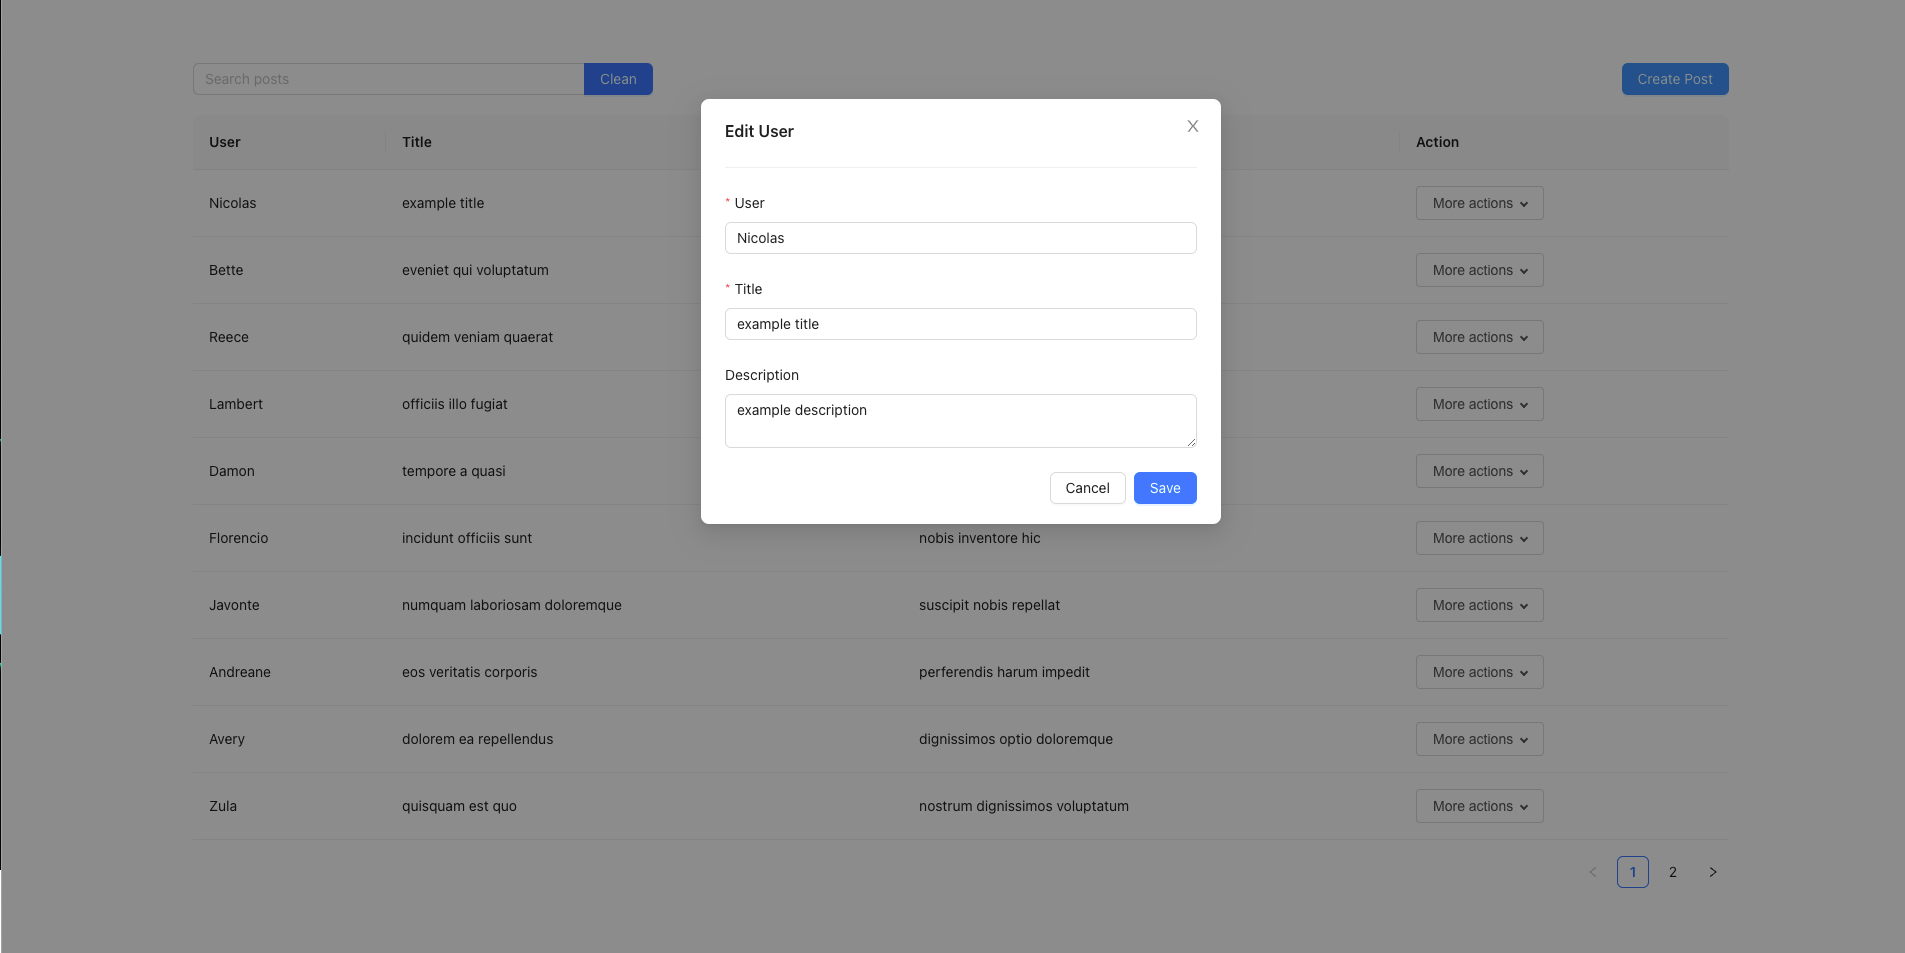 Search posts
Clean
Create Post
User
Title
Action
Nicolas
example title
More actions
Bette
eveniet qui voluptatum
More actions
Reece
quidem veniam quaerat
More actions
Lambert
officiis illo fugiat
More actions
Damon
tempore a quasi
More actions
Florencio
incidunt officiis sunt
nobis inventore hic
More actions
Javonte
numquam laboriosam doloremque
suscipit nobis repellat
More actions
Andreane
eos veritatis corporis
perferendis harum impedit
More actions
Avery
dolorem ea repellendus
dignissimos optio doloremque
More actions
Zula
quisquam est quo
nostrum dignissimos voluptatum
More actions
1
2
Edit User
* User
Nicolas
* Title
example title
Description
example description
Cancel
Save